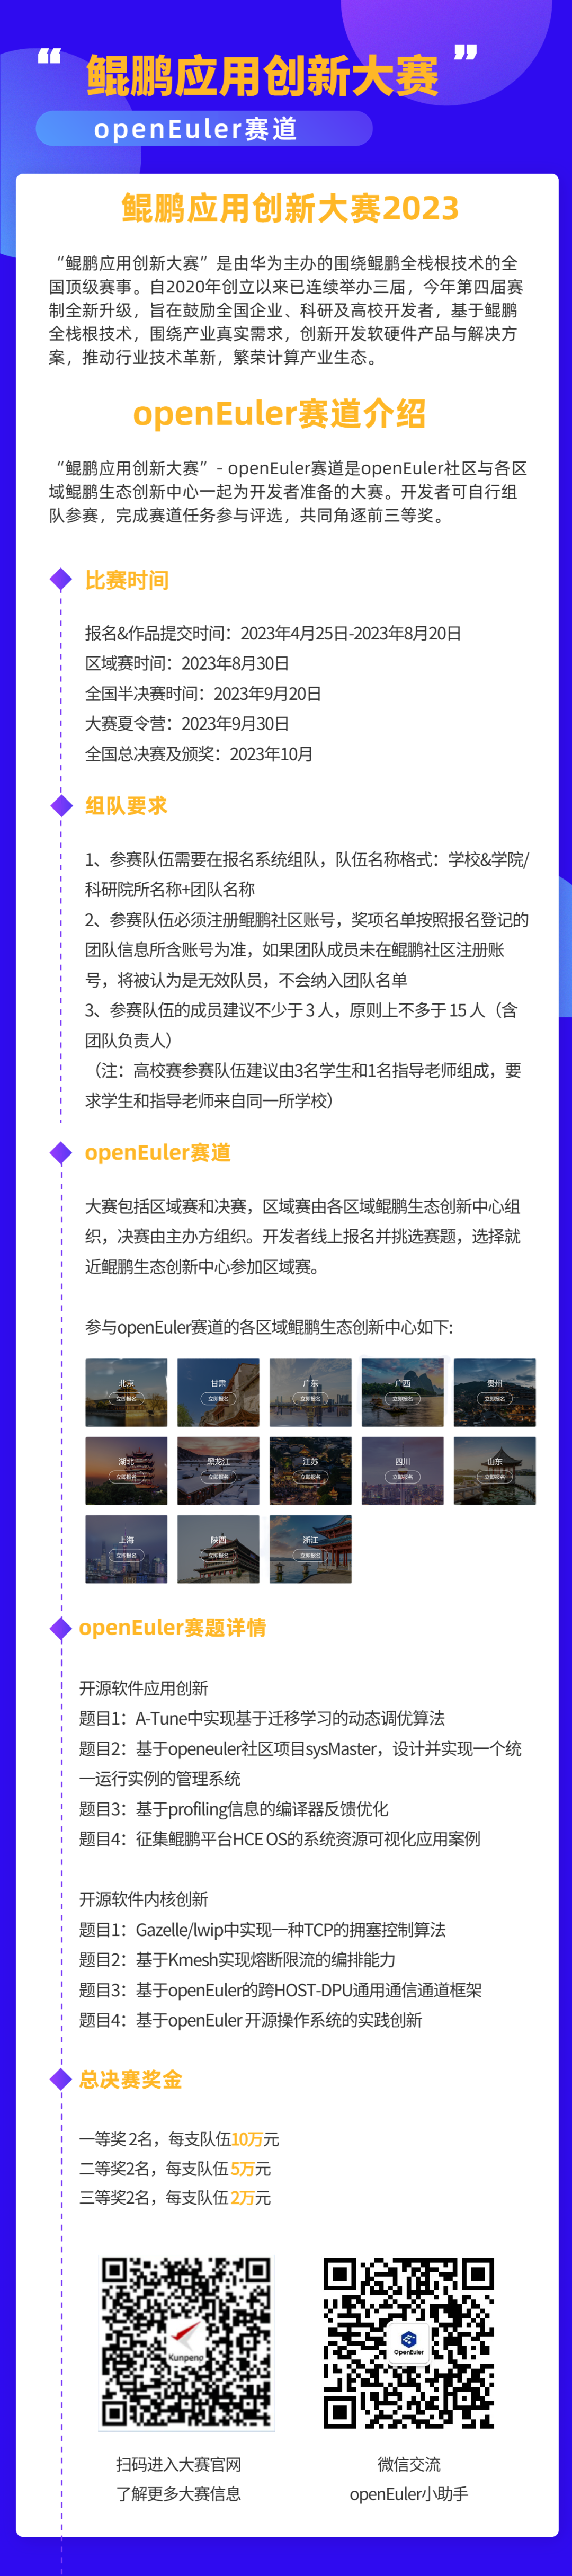 “ 鲲鹏应用创新大赛 ”
openEuler赛道
鲲鹏应用创新大赛2023
“鲲鹏应用创新大赛”是由华为主办的围绕鲲鹏全栈根技术的全
国顶级赛事。自2020年创立以来已连续举办三届，今年第四届赛
制全新升级，旨在鼓励全国企业、科研及高校开发者，基于鲲鹏
全栈根技术，围绕产业真实需求，创新开发软硬件产品与解决方
案，推动行业技术革新，繁荣计算产业生态。
openEuler赛道介绍
“鲲鹏应用创新大赛” - openEuler赛道是openEuler社区与各区
域鲲鹏生态创新中心一起为开发者准备的大赛。开发者可自行组
队参赛，完成赛道任务参与评选，共同角逐前三等奖。
比赛时间
报名&作品提交时间：2023年4月25日-2023年8月20日
区域赛时间：2023年8月30日
全国半决赛时间：2023年9月20日
大赛夏令营：2023年9月30日
全国总决赛及颁奖：2023年10月
组队要求
1、参赛队伍需要在报名系统组队，队伍名称格式：学校&学院/
科研院所名称+团队名称
2、参赛队伍必须注册鲲鹏社区账号，奖项名单按照报名登记的
团队信息所含账号为准，如果团队成员未在鲲鹏社区注册账
号，将被认为是无效队员，不会纳入团队名单
3、参赛队伍的成员建议不少于 3 人，原则上不多于 15 人（含
团队负责人）
（注：高校赛参赛队伍建议由3名学生和1名指导老师组成，要
求学生和指导老师来自同一所学校）
openEuler赛道
大赛包括区域赛和决赛，区域赛由各区域鲲鹏生态创新中心组
织，决赛由主办方组织。开发者线上报名并挑选赛题，选择就
近鲲鹏生态创新中心参加区域赛。
参与openEuler赛道的各区域鲲鹏生态创新中心如下:
北京 甘肃 广东 广西 贵州
立即报名 立即报名 立即报名 立即报名 立即报名
湖北 黑龙江 江苏 四川 山东
立即报名 立即报名 立即报名 立即报名 立即报名
上海 陕西 浙江
立即报名 立即报名 立即报名
openEuler赛题详情
开源软件应用创新
题目1：A-Tune中实现基于迁移学习的动态调优算法
题目2：基于openeuler社区项目sysMaster，设计并实现一个统
一运行实例的管理系统
题目3：基于profiling信息的编译器反馈优化
题目4：征集鲲鹏平台HCE OS的系统资源可视化应用案例
开源软件内核创新
题目1：Gazelle/lwip中实现一种TCP的拥塞控制算法
题目2：基于Kmesh实现熔断限流的编排能力
题目3：基于openEuler的跨HOST-DPU通用通信通道框架
题目4：基于openEuler 开源操作系统的实践创新
总决赛奖金
一等奖 2名，每支队伍10万元
二等奖2名，每支队伍 5万元
三等奖2名，每支队伍 2万元
Kunpeng
OpenEuler
扫码进入大赛官网
了解更多大赛信息
微信交流
openEuler小助手